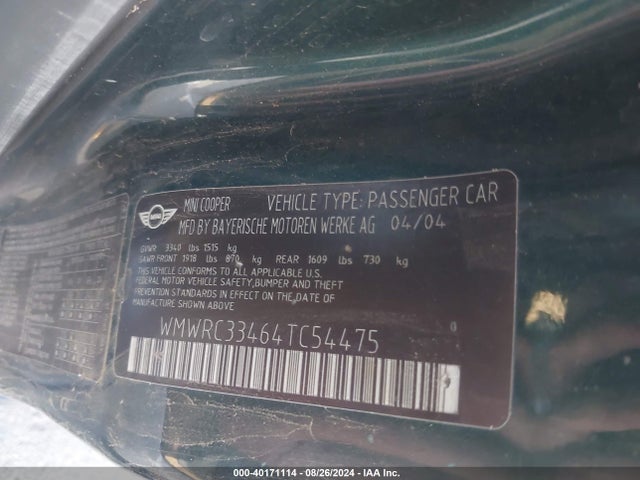 MINI COOPER VEHICLE TYPE: PASSENGER CAR
MFD BY BAYERISCHE MOTOREN WERKE AG 04/04
GVWR 3340 lbs 1515 kg
GAWR FRONT 1918 lbs 870 kg REAR 1609 lbs 730 kg
THIS VEHICLE CONFORMS TO ALL APPLICABLE U.S.
FEDERAL MOTOR VEHICLE SAFETY,BUMPER AND THEFT
PREVENTION STANDARDS IN EFFECT ON THE DATE OF
MANUFACTURE SHOWN ABOVE.
WMWRC33464TC54475
000-40171114 | 08/26/2024 | IAA Inc.